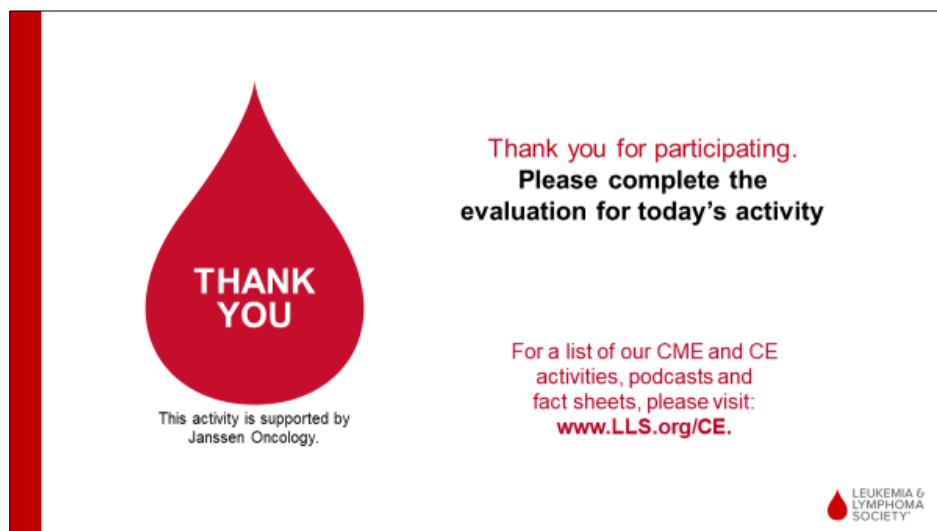 THANK
YOU
This activity is supported by
Janssen Oncology.
Thank you for participating.
Please complete the
evaluation for today's activity
For a list of our CME and CE
activities, podcasts and
fact sheets, please visit:
www.LLS.org/CE.
LEUKEMIA &
LYMPHOMA
SOCIETY™